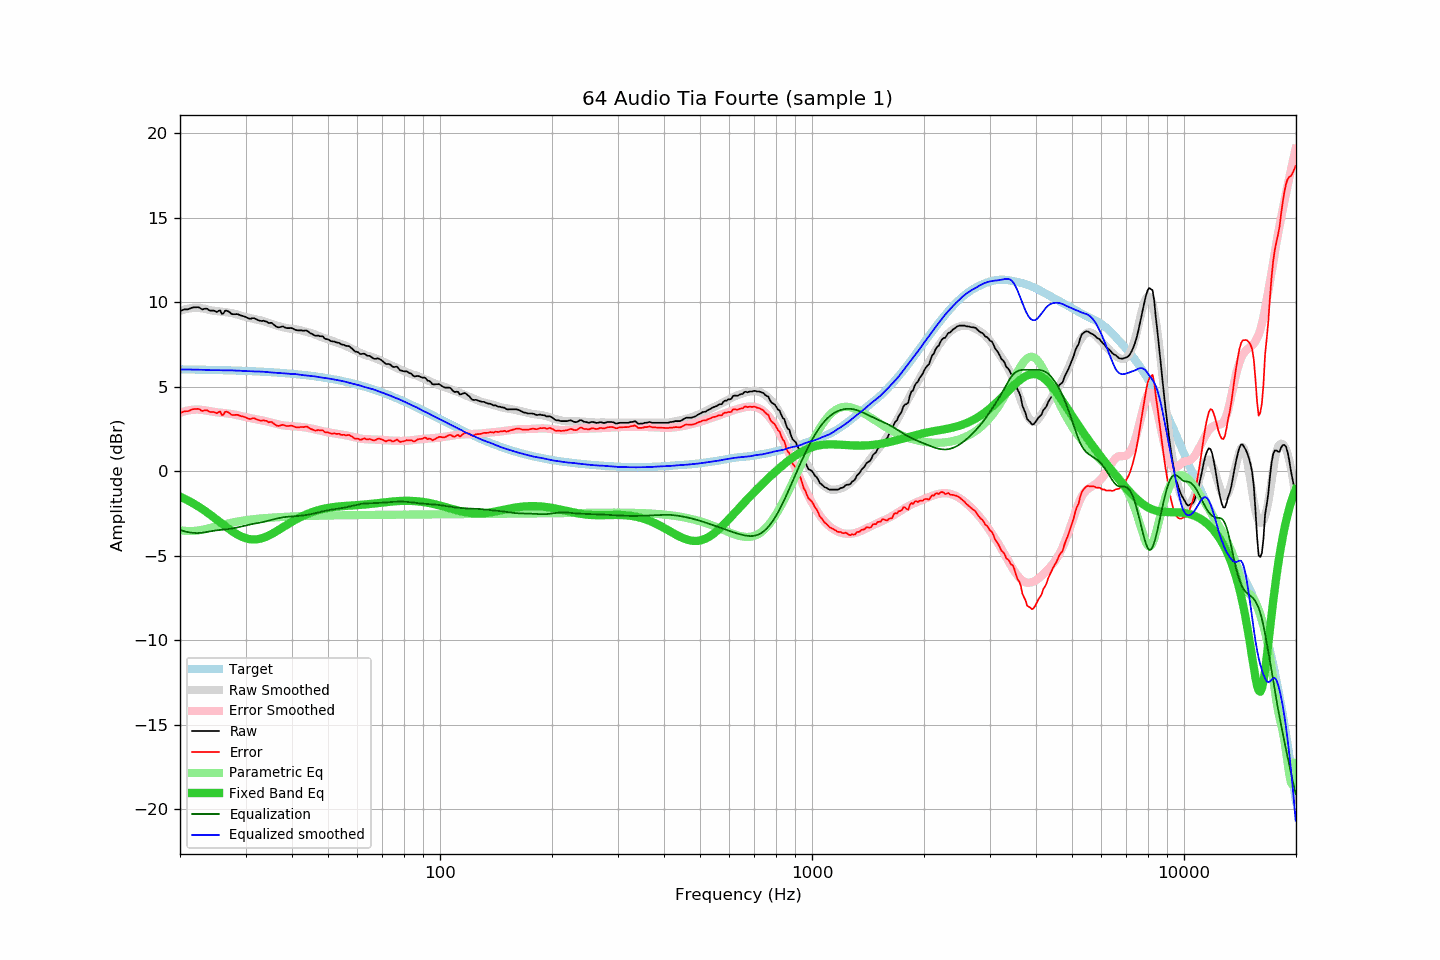 64 Audio Tia Fourte (sample 1)
20
15
10
5
0
−5
−10
−15
−20
Amplitude (dBr)
Target
Raw Smoothed
Error Smoothed
Raw
Error
Parametric Eq
Fixed Band Eq
Equalization
Equalized smoothed
100
1000
10000
Frequency (Hz)